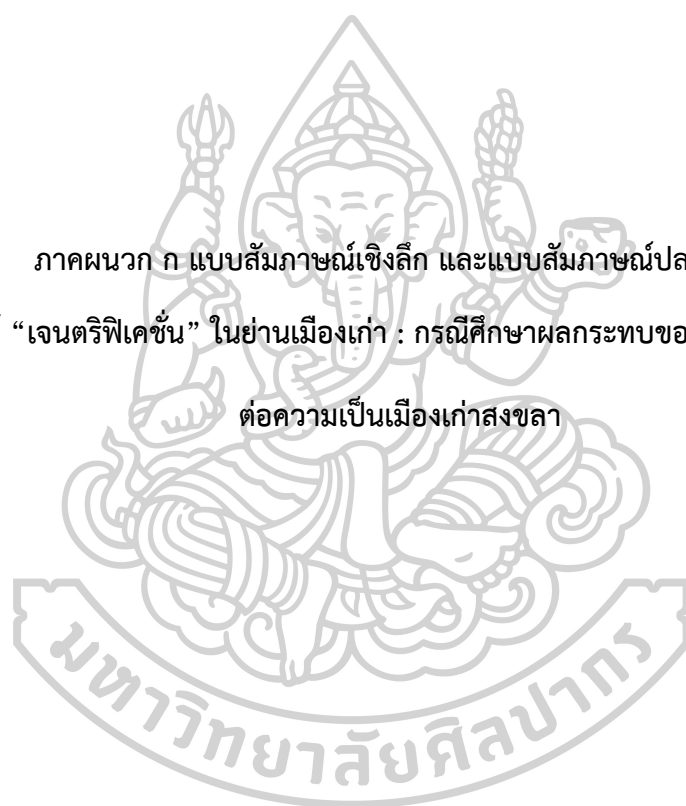 ภาคผนวก ก แบบสัมภาษณ์เชิงลึก และแบบสัมภาษณ์ปล
“เจนตริฟิเคชั่น” ในย่านเมืองเก่า : กรณีศึกษาผลกระทบขอ
ต่อความเป็นเมืองเก่าสงขลา
มหาวิทยาลัยศิลปากร